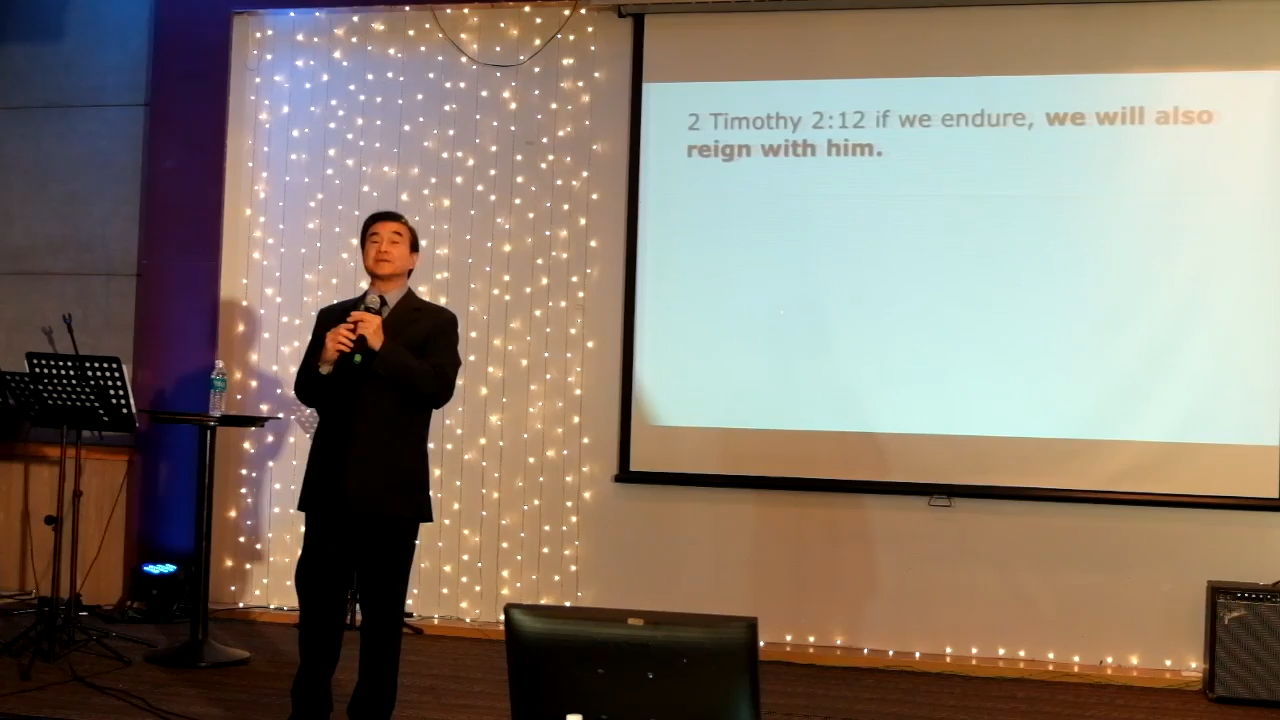 2 Timothy 2:12 if we endure, we will also
reign with him.